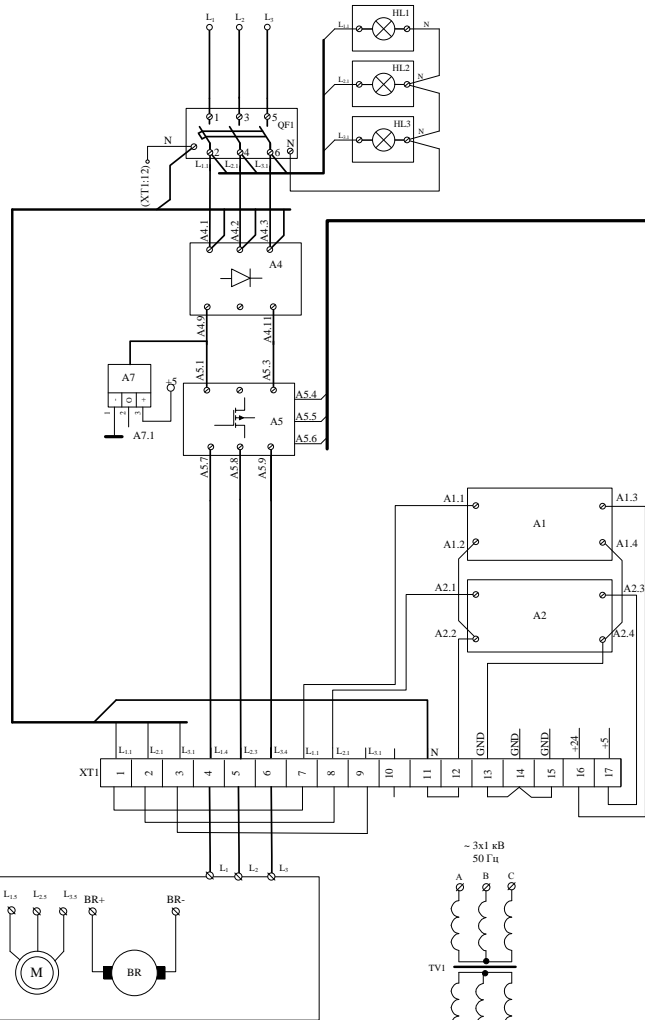 L₁ L₂ L₃
HL1
L₁.₁ N
HL2
L₂.₁ N
HL3
L₃.₁ N
1 3 5
QF1
N N
2 4 6
L₁.₁ L₂.₁ L₃.₁
(XT1:12)
A4.1 A4.2 A4.3
A4
A4.9 A4.11
A7
- O +
1 2 3
+5
A7.1
A5.1 A5.3
A5.4
A5
A5.5
A5.6
A5.7 A5.8 A5.9
A1.1 A1.3
A1
A1.2 A1.4
A2.1 A2.3
A2
A2.2 A2.4
L₁.₁ L₂.₁ L₃.₁ L₁.₄ L₂.₃ L₃.₄ L₁.₁ L₂.₁ L₃.₁ N GND GND GND +24 +5
XT1 1 2 3 4 5 6 7 8 9 10 11 12 13 14 15 16 17
~ 3x1 кВ
50 Гц
L₁ L₂ L₃
A B C
L₁.₅ L₂.₅ L₃.₅ BR+ BR-
M BR
TV1